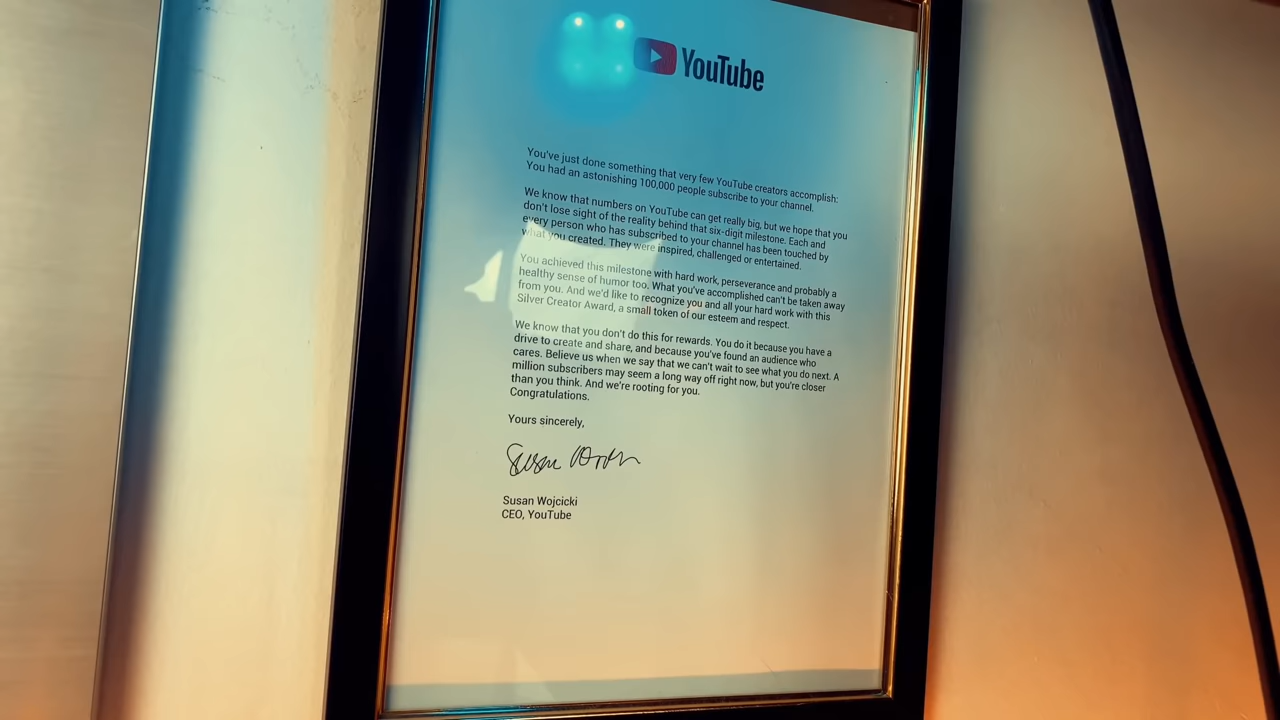 YouTube
You've just done something that very few YouTube creators accomplish:
You had an astonishing 100,000 people subscribe to your channel.
We know that numbers on YouTube can get really big, but we hope that you
don't lose sight of the reality behind that six-digit milestone. Each and
every person who has subscribed to your channel has been touched by
what you created. They were inspired, challenged or entertained.
You achieved this milestone with hard work, perseverance and probably a
healthy sense of humor too. What you've accomplished can't be taken away
from you. And we'd like to recognize you and all your hard work with this
Silver Creator Award, a small token of our esteem and respect.
We know that you don't do this for rewards. You do it because you have a
drive to create and share, and because you've found an audience who
cares. Believe us when we say that we can't wait to see what you do next. A
million subscribers may seem a long way off right now, but you're closer
than you think. And we're rooting for you.
Congratulations.
Yours sincerely,
Susan Wojcicki
CEO, YouTube